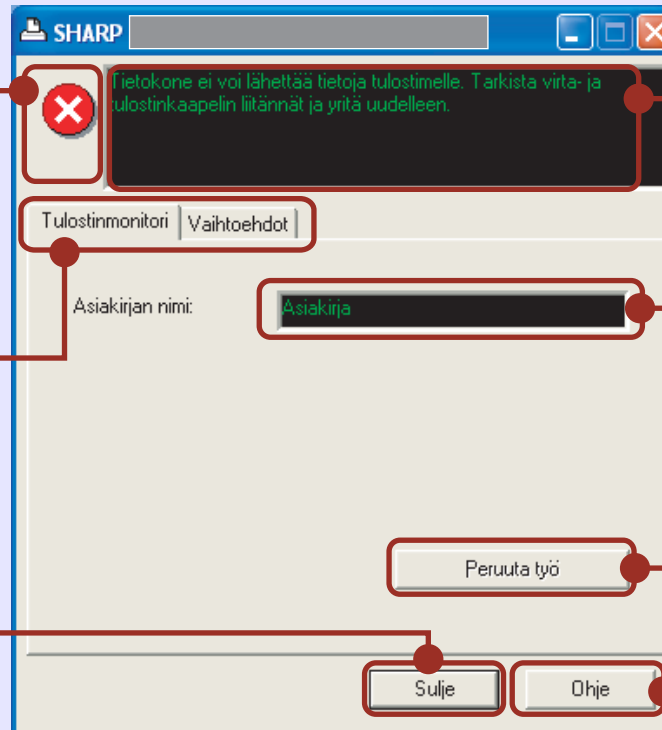 SHARP
Tietokone ei voi lähettää tietoja tulostimelle. Tarkista virta- ja
tulostinkaapelin liitännät ja yritä uudelleen.
Tulostinmonitori Vaihtoehdot
Asiakirjan nimi: Asiakirja
Peruuta työ
Sulje Ohje